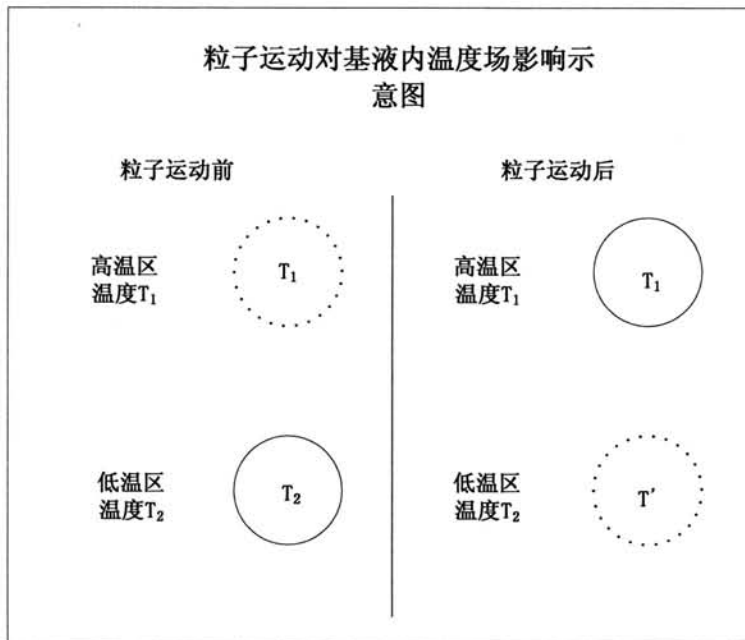 粒子运动对基液内温度场影响示
意图
粒子运动前
粒子运动后
高温区
温度T₁
T₁
高温区
温度T₁
T₁
低温区
温度T₂
T₂
低温区
温度T₂
T'